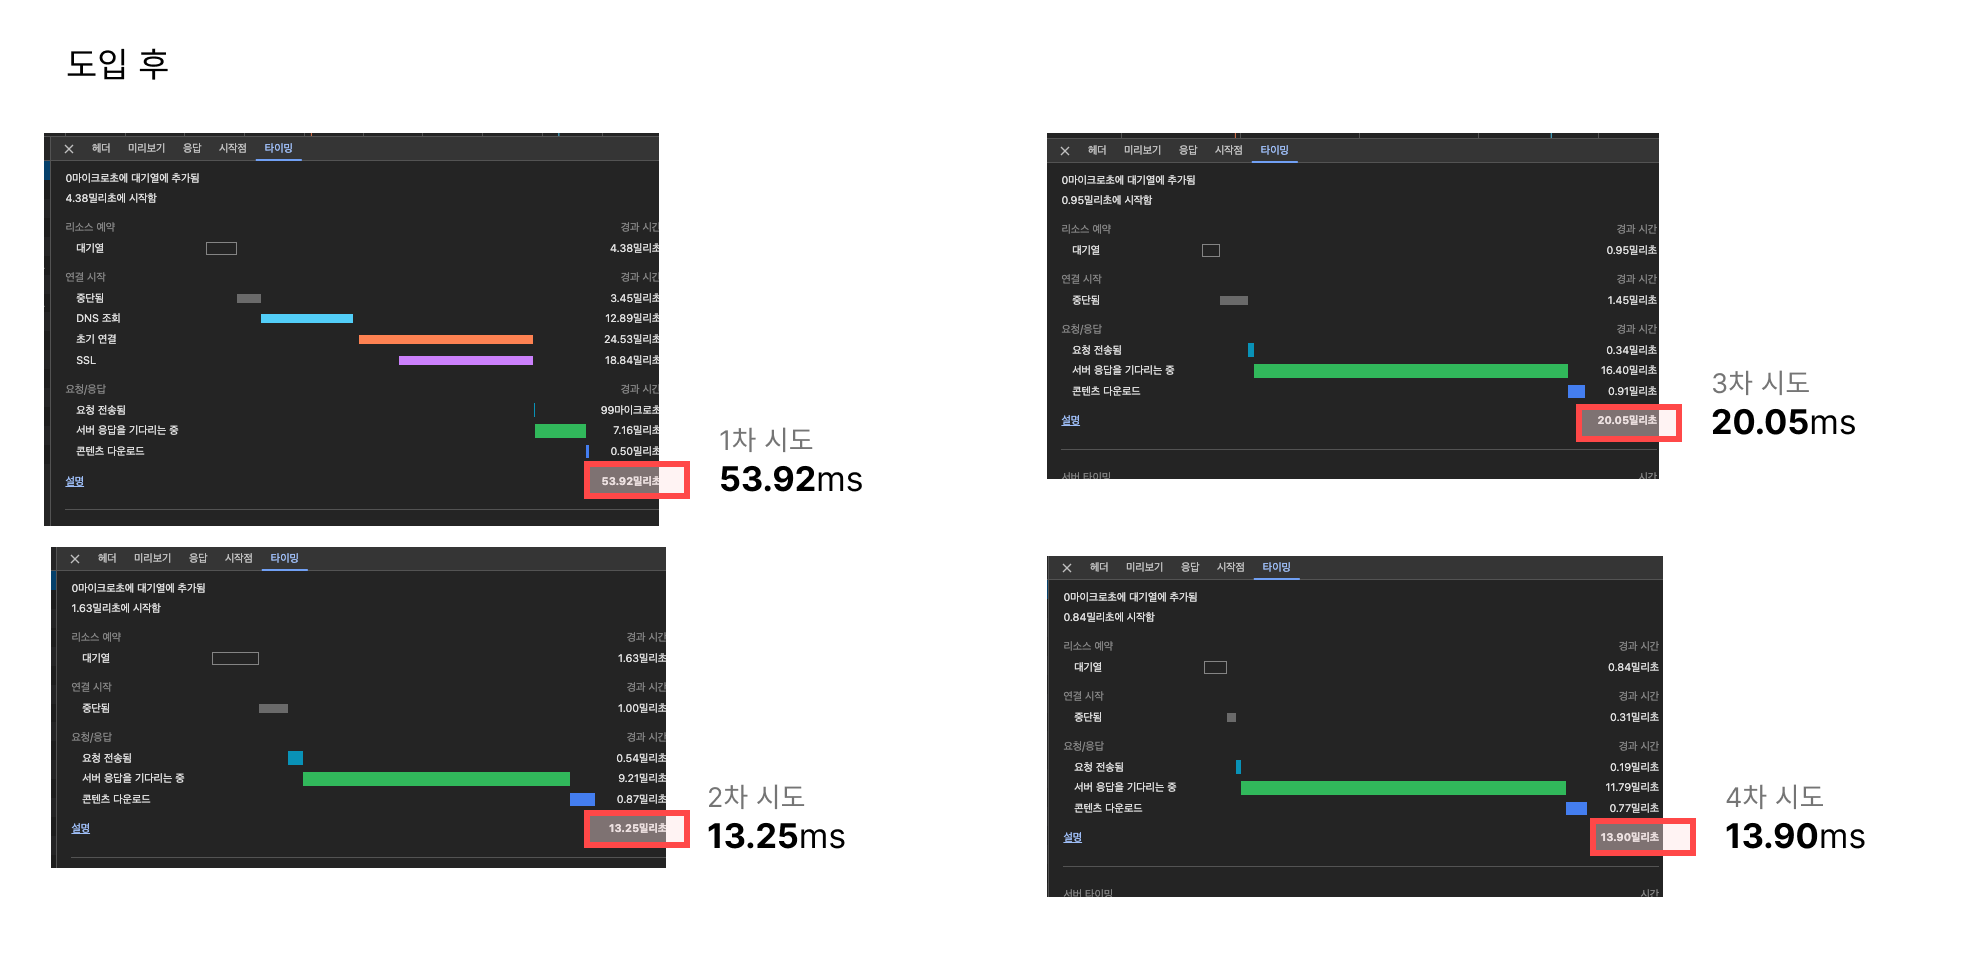 도입 후
헤더 미리보기 응답 시작점 타이밍
0마이크로초에 대기열에 추가됨
4.38밀리초에 시작함
리소스 예약 경과 시간
대기열 4.38밀리초
연결 시작 경과 시간
중단됨 3.45밀리초
DNS 조회 12.89밀리초
초기 연결 24.53밀리초
SSL 18.84밀리초
요청/응답 경과 시간
요청 전송됨 99마이크로초
서버 응답을 기다리는 중 7.16밀리초
콘텐츠 다운로드 0.50밀리초
설명 53.92밀리초
1차 시도
53.92ms
헤더 미리보기 응답 시작점 타이밍
0마이크로초에 대기열에 추가됨
1.63밀리초에 시작함
리소스 예약 경과 시간
대기열 1.63밀리초
연결 시작 경과 시간
중단됨 1.00밀리초
요청/응답 경과 시간
요청 전송됨 0.54밀리초
서버 응답을 기다리는 중 9.21밀리초
콘텐츠 다운로드 0.87밀리초
설명 13.25밀리초
2차 시도
13.25ms
헤더 미리보기 응답 시작점 타이밍
0마이크로초에 대기열에 추가됨
0.95밀리초에 시작함
리소스 예약 경과 시간
대기열 0.95밀리초
연결 시작 경과 시간
중단됨 1.45밀리초
요청/응답 경과 시간
요청 전송됨 0.34밀리초
서버 응답을 기다리는 중 16.40밀리초
콘텐츠 다운로드 0.91밀리초
설명 20.05밀리초
서버 타이밍 시간
3차 시도
20.05ms
헤더 미리보기 응답 시작점 타이밍
0마이크로초에 대기열에 추가됨
0.84밀리초에 시작함
리소스 예약 경과 시간
대기열 0.84밀리초
연결 시작 경과 시간
중단됨 0.31밀리초
요청/응답 경과 시간
요청 전송됨 0.19밀리초
서버 응답을 기다리는 중 11.79밀리초
콘텐츠 다운로드 0.77밀리초
설명 13.90밀리초
서버 타이밍 시간
4차 시도
13.90ms